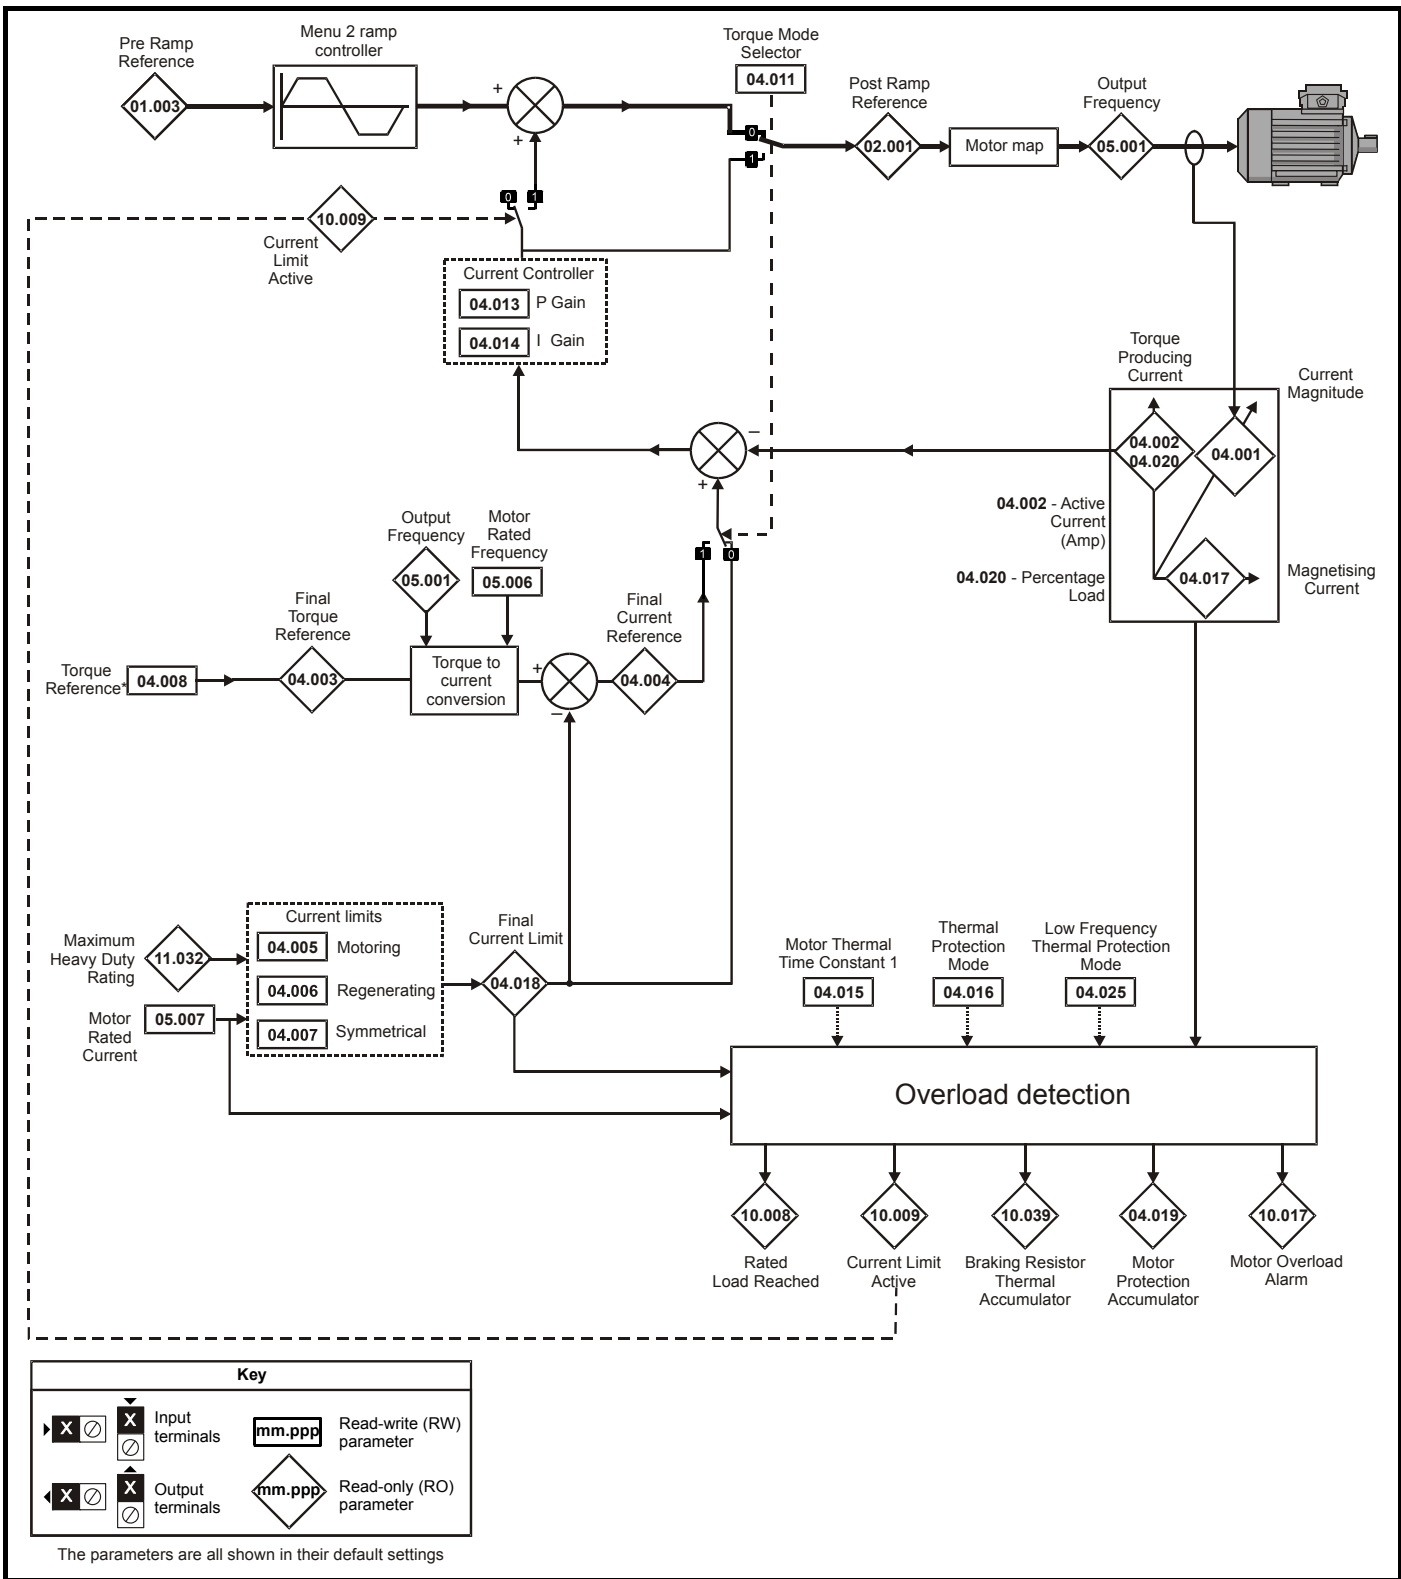 Pre Ramp
Reference
01.003
Menu 2 ramp
controller
+
+
Torque Mode
Selector
04.011
0
1
Post Ramp
Reference
02.001
Motor map
Output
Frequency
05.001
0
1
10.009
Current
Limit
Active
Current Controller
04.013 P Gain
04.014 I Gain
Torque
Producing
Current
Current
Magnitude
04.002
04.020
04.001
–
+
04.002 - Active
Current
(Amp)
04.020 - Percentage
Load
04.017
Magnetising
Current
1
0
Output
Frequency
05.001
Motor
Rated
Frequency
05.006
Final
Torque
Reference
Final
Current
Reference
Torque
Reference*
04.008
04.003
Torque to
current
conversion
+
–
04.004
Maximum
Heavy Duty
Rating
11.032
Motor
Rated
Current
05.007
Current limits
04.005 Motoring
04.006 Regenerating
04.007 Symmetrical
Final
Current Limit
04.018
Motor Thermal
Time Constant 1
04.015
Thermal
Protection
Mode
04.016
Low Frequency
Thermal Protection
Mode
04.025
Overload detection
10.008
Rated
Load Reached
10.009
Current Limit
Active
10.039
Braking Resistor
Thermal
Accumulator
04.019
Motor
Protection
Accumulator
10.017
Motor Overload
Alarm
Key
X
X
Input
terminals
mm.ppp
Read-write (RW)
parameter
X
X
Output
terminals
mm.ppp
Read-only (RO)
parameter
The parameters are all shown in their default settings